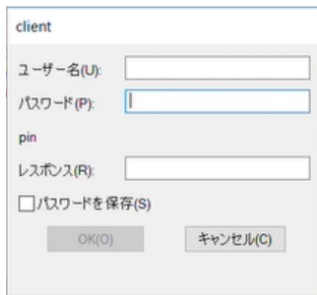 client
ユーザー名(U):
パスワード(P):
pin
レスポンス(R):
パスワードを保存(S)
OK(O)
キャンセル(C)